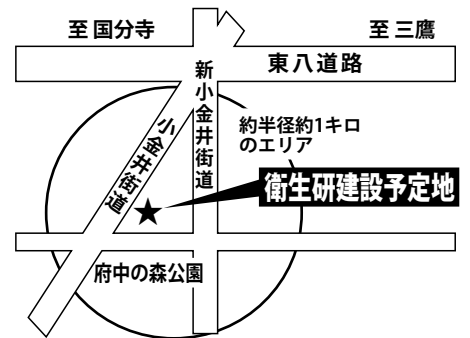 至 国分寺
至 三鷹
東八道路
新小金井街道
小金井街道
約半径約1キロ
のエリア
衛生研建設予定地
府中の森公園